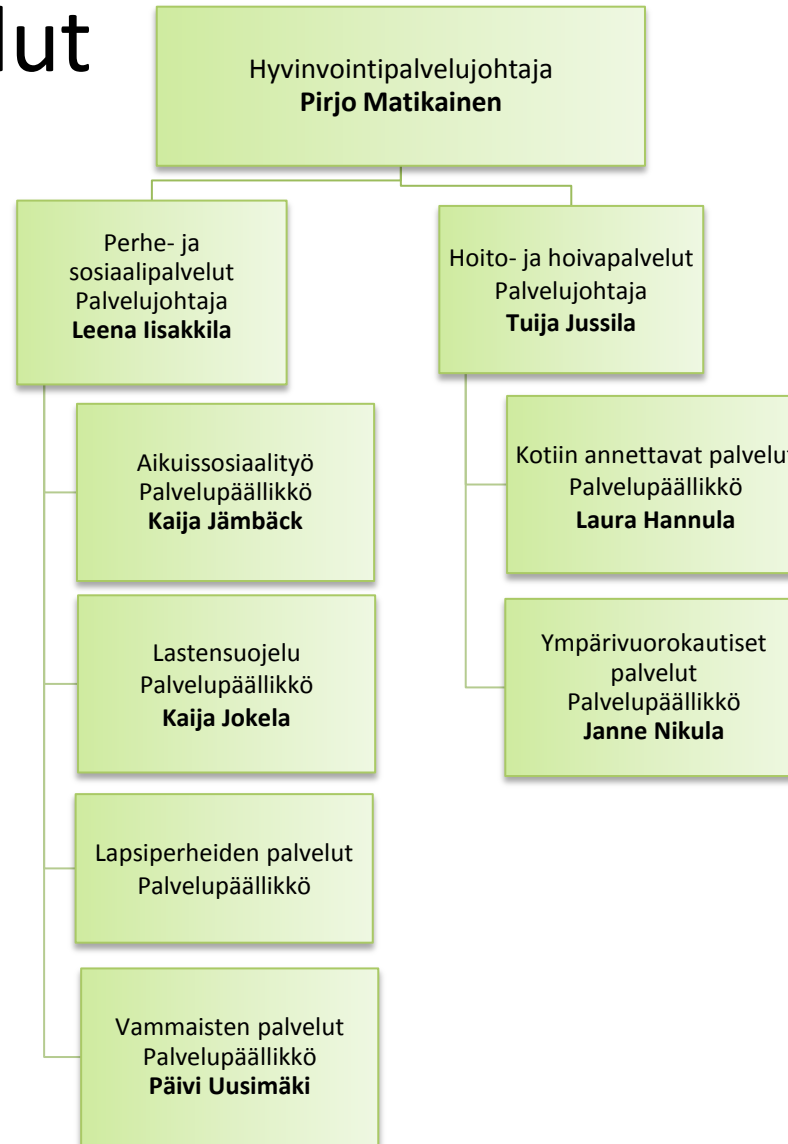 Hyvinvointipalvelujohtaja
Pirjo Matikainen
Perhe- ja
sosiaalipalvelut
Palvelujohtaja
Leena Iisakkila
Hoito- ja hoivapalvelut
Palvelujohtaja
Tuija Jussila
Aikuissosiaalityö
Palvelupäällikkö
Kaija Jämbäck
Lastensuojelu
Palvelupäällikkö
Kaija Jokela
Lapsiperheiden palvelut
Palvelupäällikkö
Vammaisten palvelut
Palvelupäällikkö
Päivi Uusimäki
Kotiin annettavat palvelut
Palvelupäällikkö
Laura Hannula
Ympärivuorokautiset
palvelut
Palvelupäällikkö
Janne Nikula